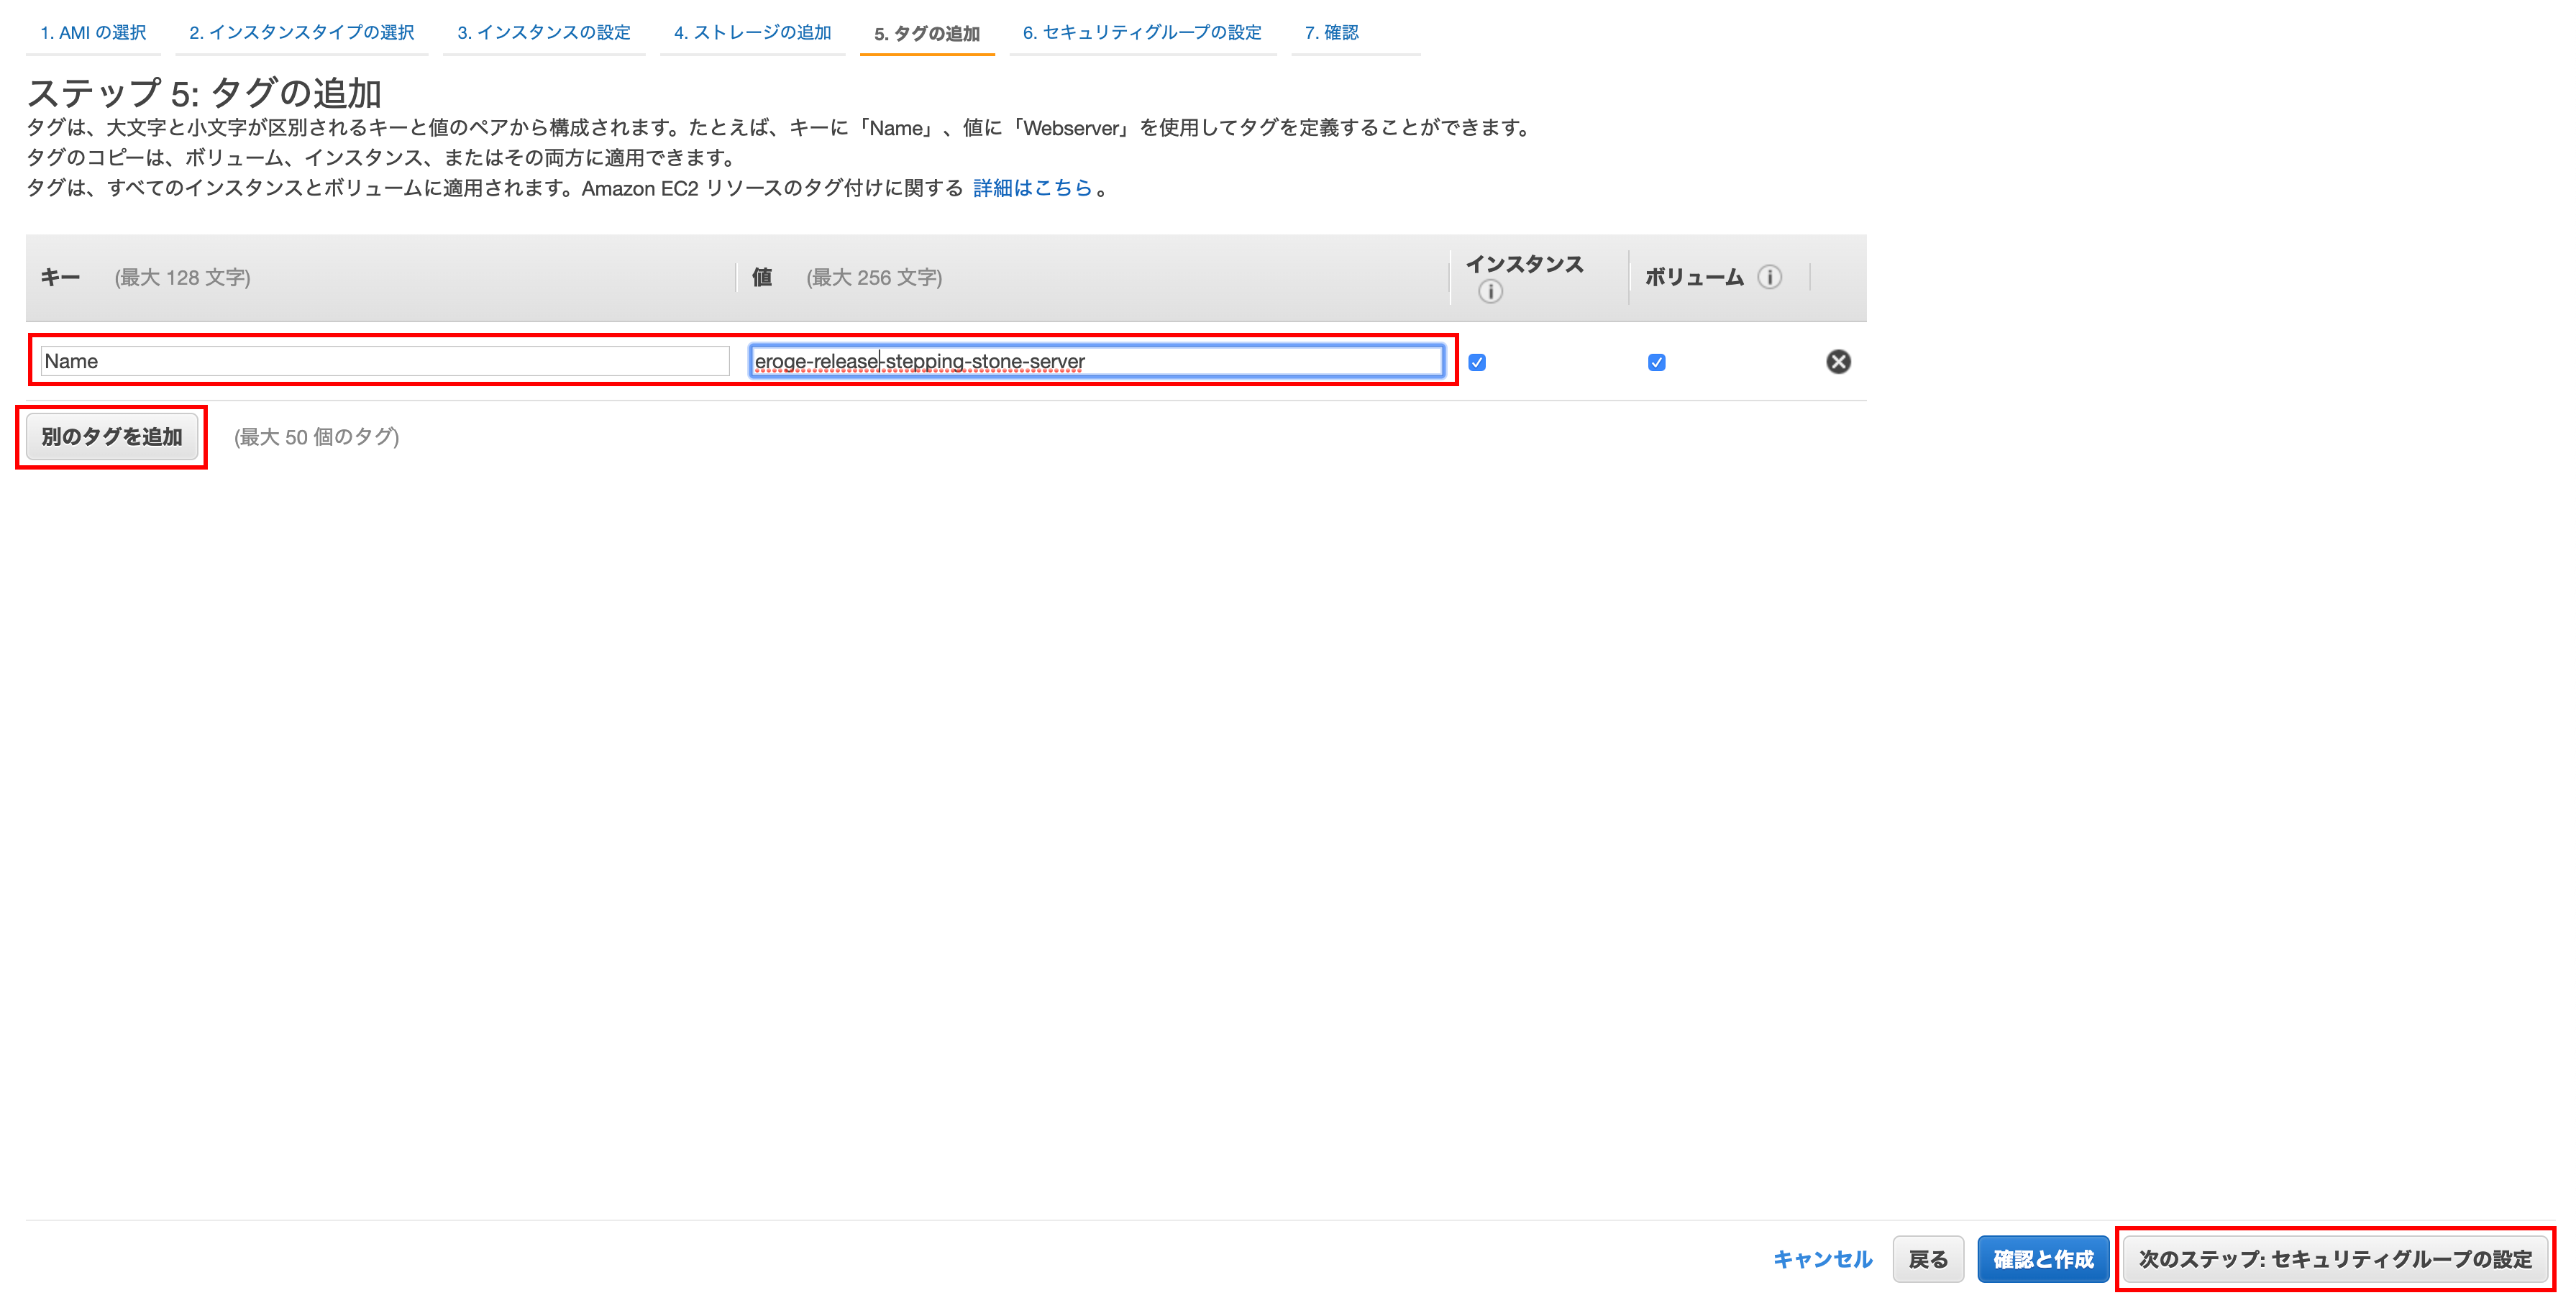 1. AMI の選択 2. インスタンスタイプの選択 3. インスタンスの設定 4. ストレージの追加 5. タグの追加 6. セキュリティグループの設定 7. 確認
ステップ 5: タグの追加
タグは、大文字と小文字が区別されるキーと値のペアから構成されます。たとえば、キーに「Name」、値に「Webserver」を使用してタグを定義することができます。
タグのコピーは、ボリューム、インスタンス、またはその両方に適用できます。
タグは、すべてのインスタンスとボリュームに適用されます。Amazon EC2 リソースのタグ付けに関する 詳細はこちら 。
キー (最大 128 文字) 値 (最大 256 文字) インスタンス ボリューム
Name eroge-release-stepping-stone-server
別のタグを追加 (最大 50 個のタグ)
キャンセル 戻る 確認と作成 次のステップ: セキュリティグループの設定